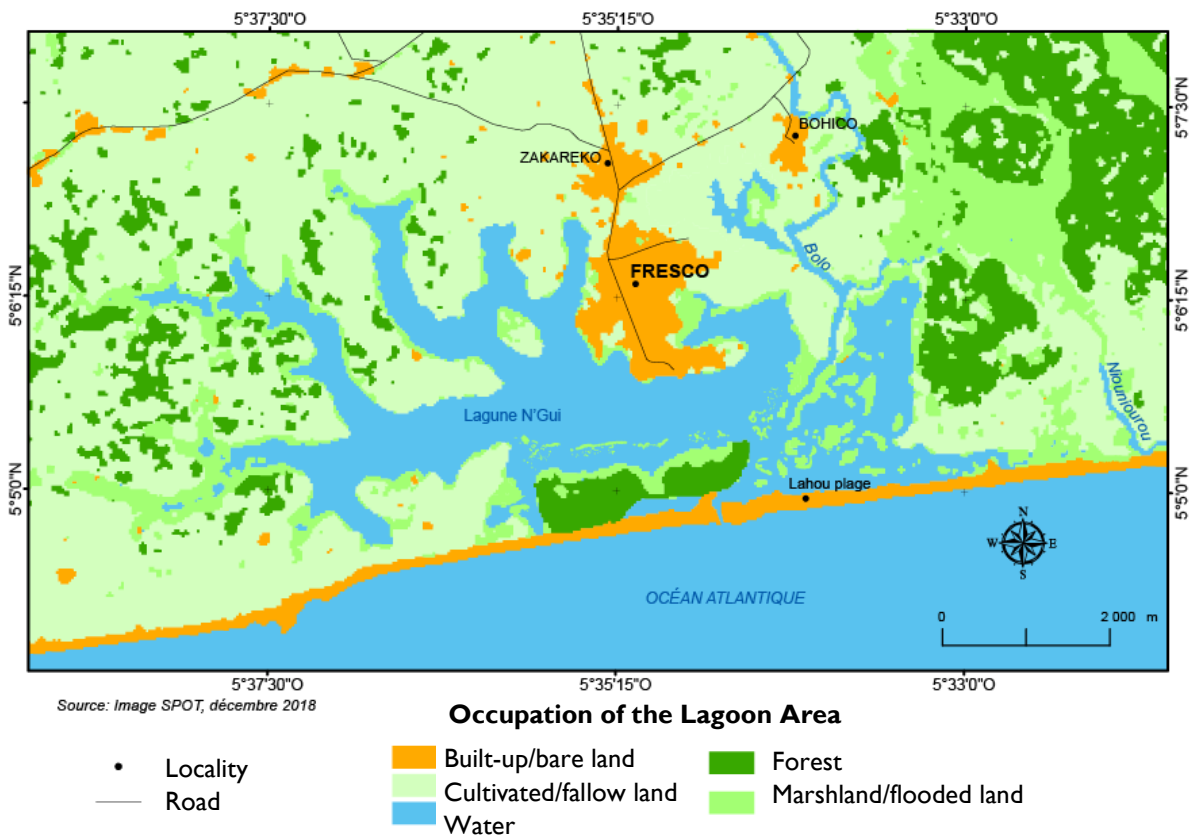 5°37'30"O
5°35'15"O
5°33'0"O
5°7'30"N
5°7'30"N
BOHICO
ZAKAREKO
Bolo
FRESCO
5°6'15"N
5°6'15"N
Niouniourou
Lagune N'Gui
5°5'0"N
5°5'0"N
Lahou plage
N
W
E
S
OCÉAN ATLANTIQUE
0
2 000 m
5°37'30"O
5°35'15"O
5°33'0"O
Source: Image SPOT, décembre 2018
Occupation of the Lagoon Area
Locality
Road
Built-up/bare land
Cultivated/fallow land
Water
Forest
Marshland/flooded land